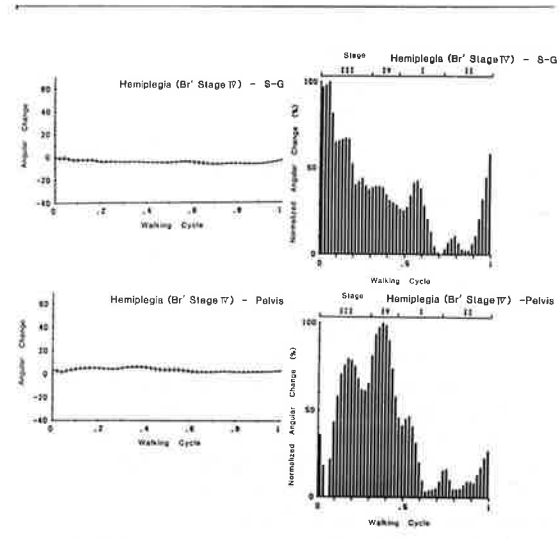 Hemiplegia (Br' Stage IV) - S-G
60
40
20
0
-20
-40
Angular Change
0
.2
.4
.6
.8
1
Walking Cycle
Stage
Hemiplegia (Br' Stage IV) - S-G
III
IV
I
II
100
50
0
Normalized Angular Change (%)
0
.5
1
Walking Cycle
Hemiplegia (Br' Stage IV) - Pelvis
60
40
20
0
-20
-40
Angular Change
0
.2
.4
.6
.8
1
Walking Cycle
Stage
Hemiplegia (Br' Stage IV) -Pelvis
III
IV
I
II
100
50
0
Normalized Angular Change (%)
0
.5
1
Walking Cycle